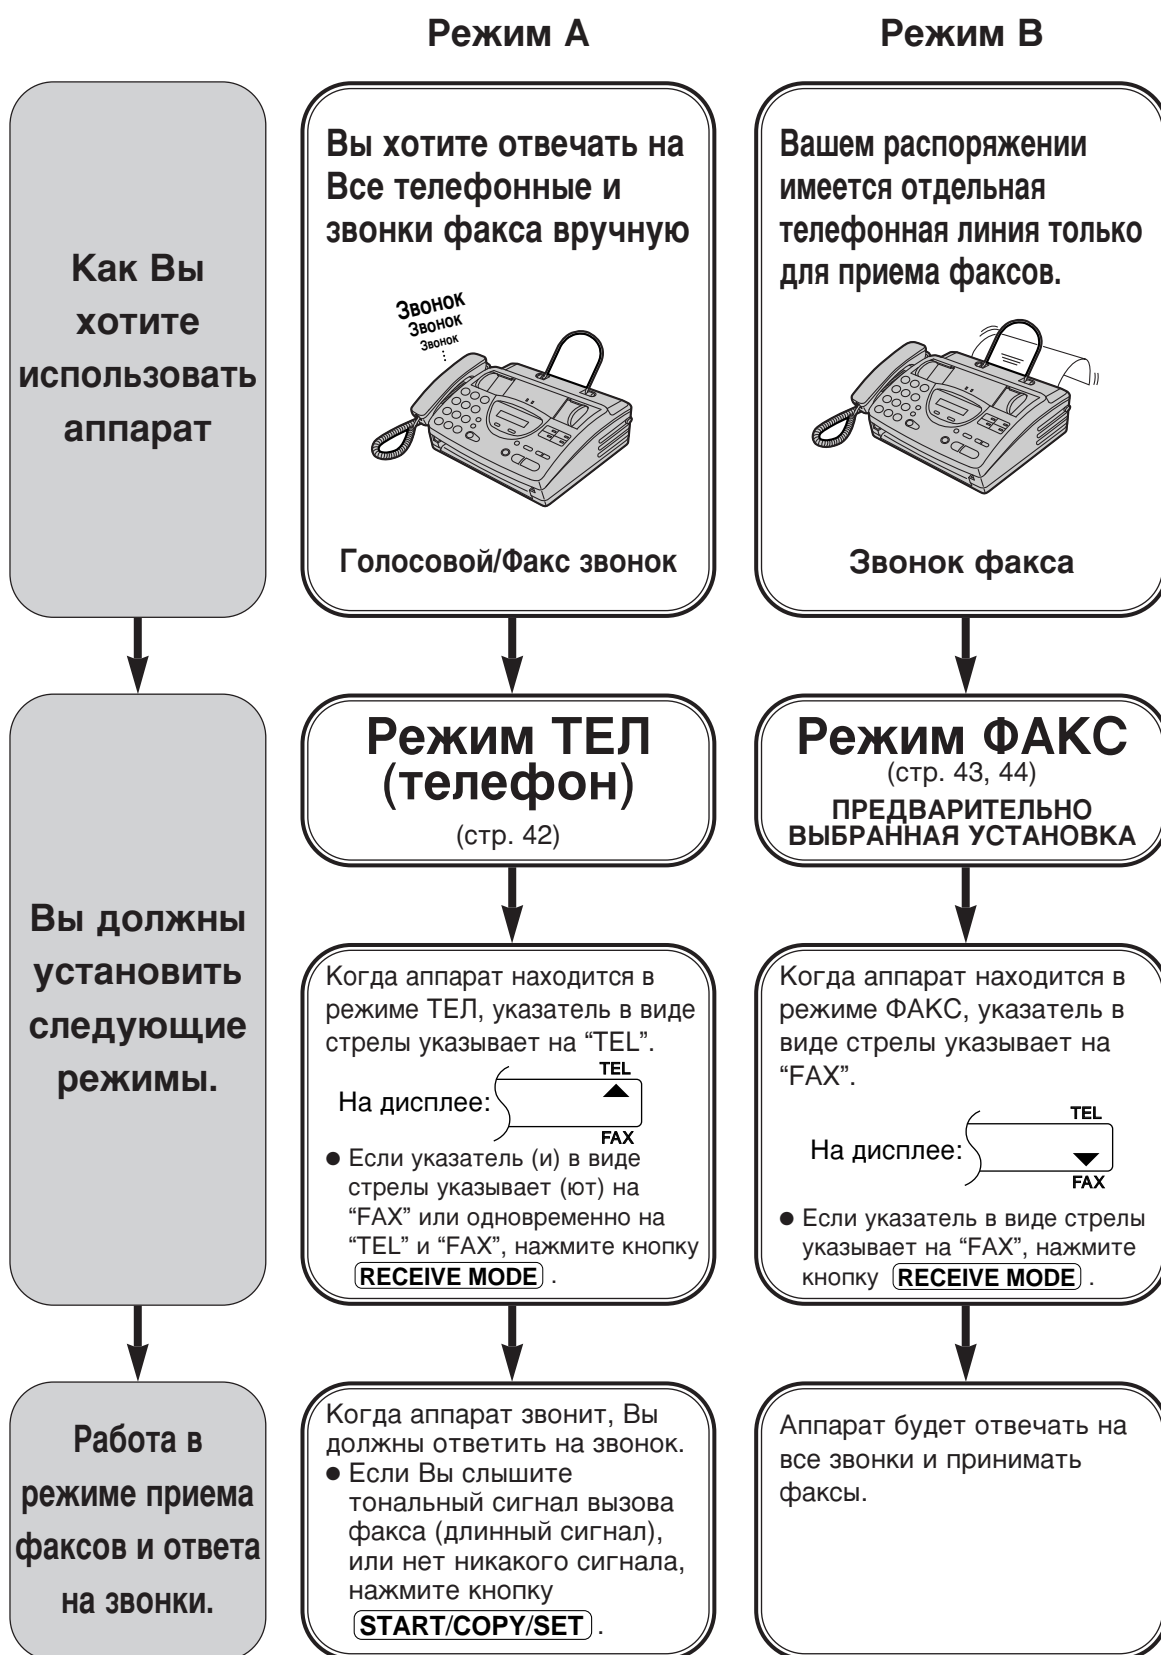 Режим A
Режим B
Как Вы
хотите
использовать
аппарат
Вы хотите отвечать на
Все телефонные и
звонки факса вручную
Звонок
Звонок
Звонок
Голосовой/Факс звонок
Вашем распоряжении
имеется отдельная
телефонная линия только
для приема факсов.
Звонок факса
Вы должны
установить
следующие
режимы.
Режим ТЕЛ
(телефон)
(стр. 42)
Режим ФАКС
(стр. 43, 44)
ПРЕДВАРИТЕЛЬНО
ВЫБРАННАЯ УСТАНОВКА
Когда аппарат находится в
режиме ТЕЛ, указатель в виде
стрелы указывает на “TEL”.
TEL
На дисплее:
FAX
● Если указатель (и) в виде
стрелы указывает (ют) на
“FAX” или одновременно на
“TEL” и “FAX”, нажмите кнопку
RECEIVE MODE .
Когда аппарат находится в
режиме ФАКС, указатель в
виде стрелы указывает на
“FAX”.
TEL
На дисплее:
FAX
● Если указатель в виде стрелы
указывает на “FAX”, нажмите
кнопку RECEIVE MODE .
Работа в
режиме приема
факсов и ответа
на звонки.
Когда аппарат звонит, Вы
должны ответить на звонок.
● Если Вы слышите
тональный сигнал вызова
факса (длинный сигнал),
или нет никакого сигнала,
нажмите кнопку
START/COPY/SET .
Аппарат будет отвечать на
все звонки и принимать
факсы.